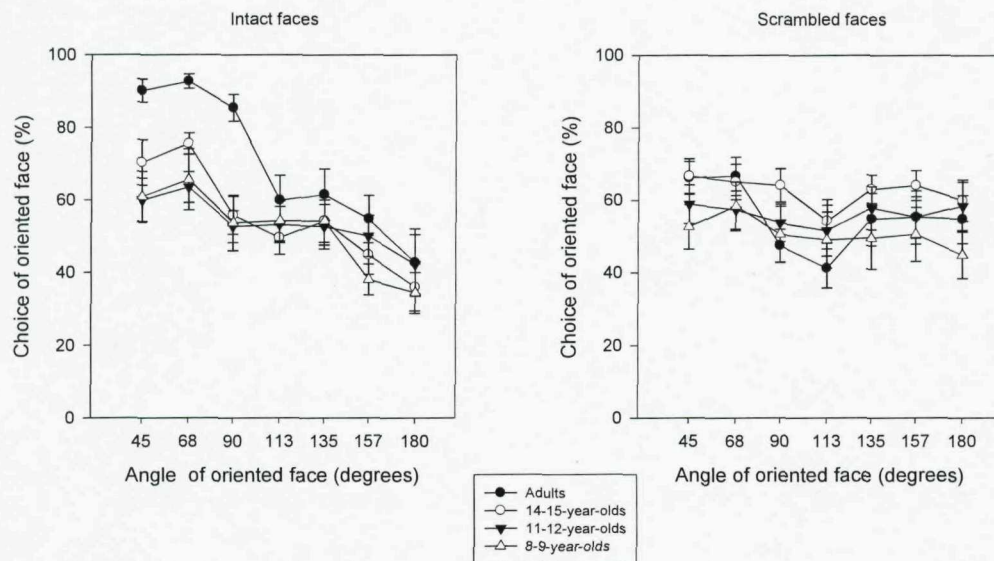 Intact faces
100
80
60
40
20
0
Choice of oriented face (%)
45 68 90 113 135 157 180
Angle of oriented face (degrees)
Scrambled faces
100
80
60
40
20
0
Choice of oriented face (%)
45 68 90 113 135 157 180
Angle of oriented face (degrees)
Adults
14-15-year-olds
11-12-year-olds
8-9-year-olds